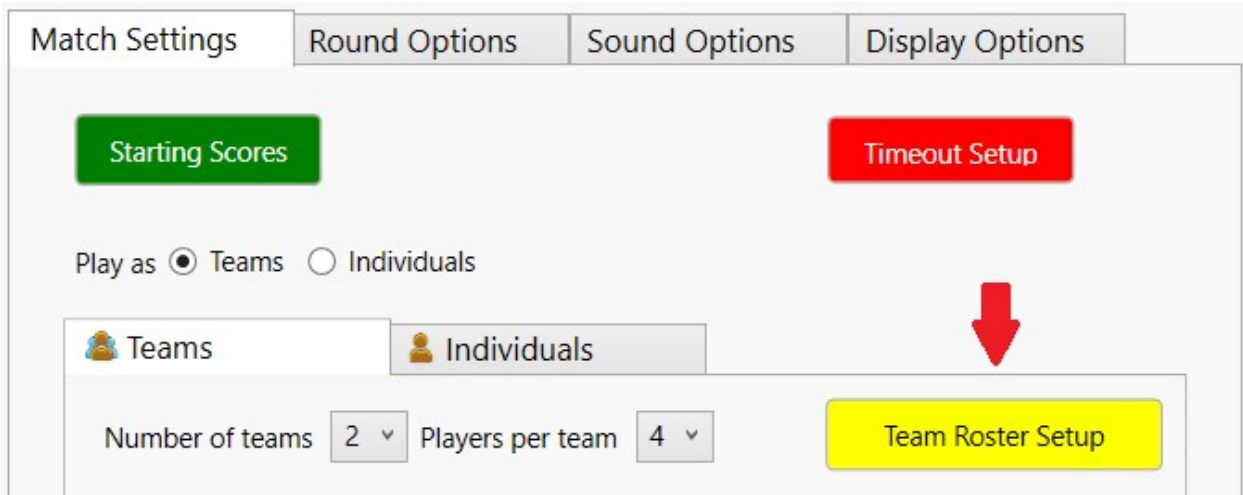 Match Settings Round Options Sound Options Display Options
Starting Scores Timeout Setup
Play as Teams Individuals
Teams Individuals
Number of teams 2 Players per team 4 Team Roster Setup